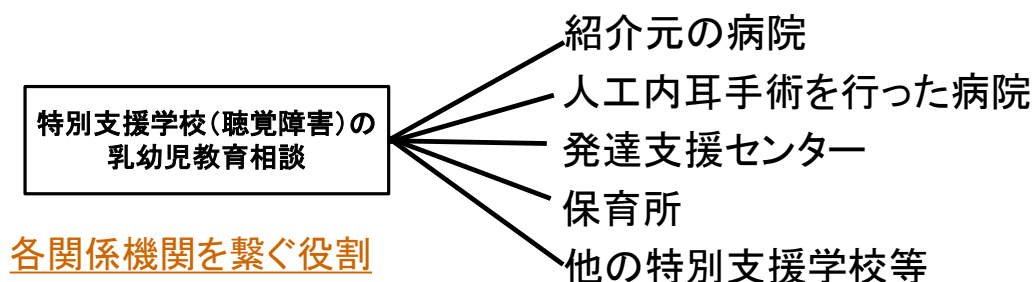 特別支援学校(聴覚障害)の
乳幼児教育相談
各関係機関を繋ぐ役割
紹介元の病院
人工内耳手術を行った病院
発達支援センター
保育所
他の特別支援学校等